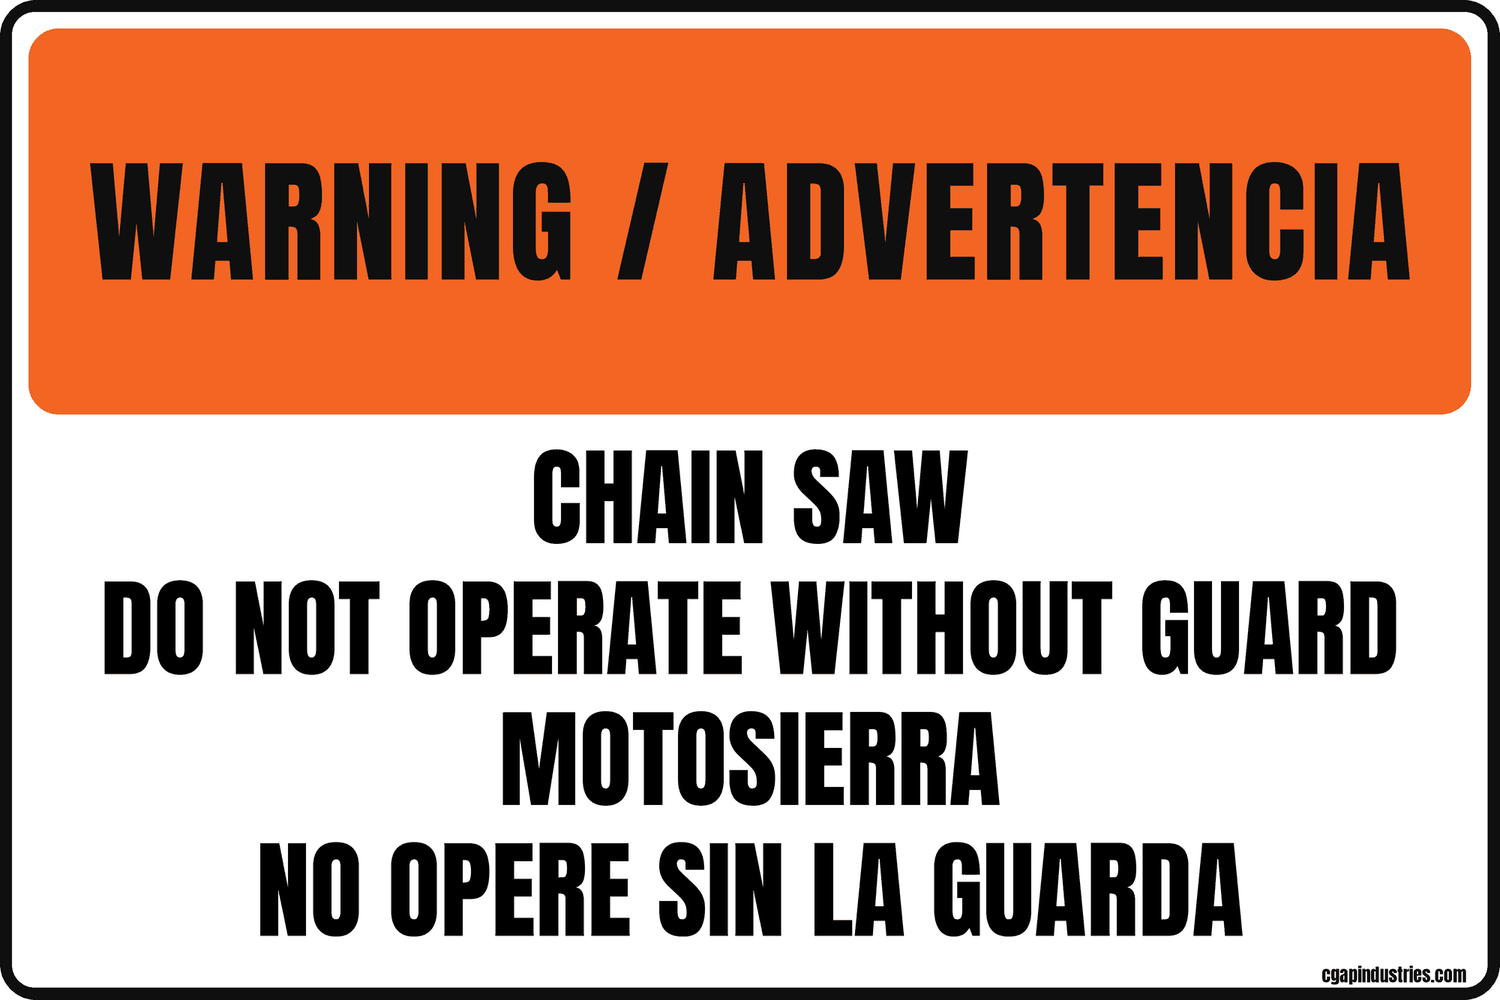 WARNING / ADVERTENCIA
CHAIN SAW
DO NOT OPERATE WITHOUT GUARD
MOTOSIERRA
NO OPERE SIN LA GUARDA
cgapindustries.com